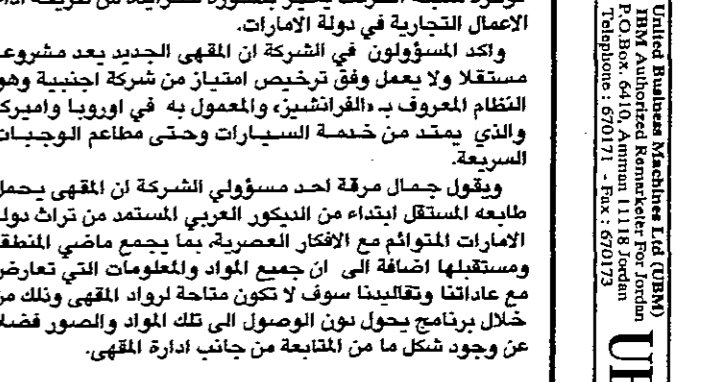 الاعمال التجارية في دولة الامارات.
واكد المسؤولون في الشركة ان المقهى الجديد يعد مشروعا
مستقلا ولا يعمل وفق ترخيص امتياز من شركة اجنبية وهو
النظام المعروف بـ «الفرانشيز» والمعمول به في اوروبا واميركا
والذي يمتد من خدمة السيارات وحتى مطاعم الوجبات
السريعة.
ويقول جمال مرقة احد مسؤولي الشركة ان المقهى يحمل
طابعه المستقل ابتداء من الديكور العربي المستمد من تراث دولة
الامارات المتوائم مع الافكار العصرية، بما يجمع ماضي المنطقة
ومستقبلها اضافة الى ان جميع المواد والمعلومات التي تعارض
مع عاداتنا وتقاليدنا سوف لا تكون متاحة لرواد المقهى وذلك من
خلال برنامج يحول دون الوصول الى تلك المواد والصور فضلا
عن وجود شكل ما من المتابعة من جانب ادارة المقهى.
United Business Machines Ltd (UBM)
IBM Authorized Remarketer For Jordan
P.O.Box. 6410, Amman 11118 Jordan
Telephone : 670171 - Fax : 670173